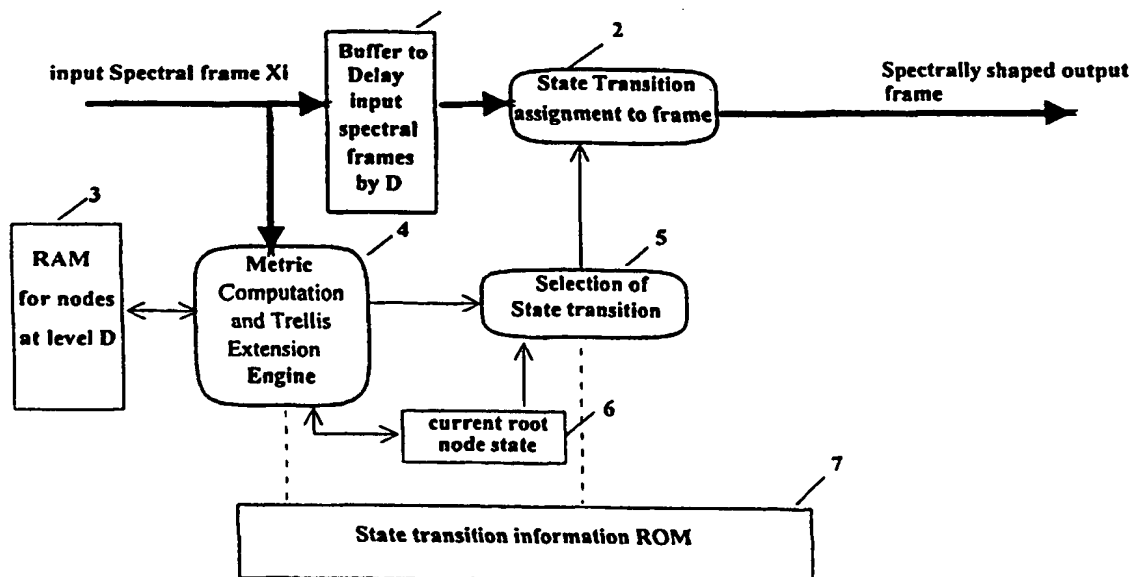 input Spectral frame Xi
Buffer to
Delay
input
spectral
frames
by D
2
State Transition
assignment to frame
Spectrally shaped output
frame
3
RAM
for nodes
at level D
4
Metric
Computation
and Trellis
Extension
Engine
5
Selection of
State transition
6
current root
node state
7
State transition information ROM